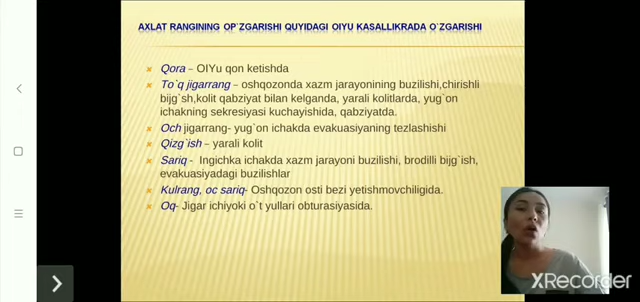 AXLAT RANGINING OP`ZGARISHI QUYIDAGI OIYU KASALLIKRADA O`ZGARISHI
Qora – OIYu qon ketishda
To`q jigarrang – oshqozonda xazm jarayonining buzilishi,chirishli
bijg`sh,kolit qabziyat bilan kelganda, yarali kolitlarda, yug`on
ichakning sekresiyasi kuchayishida, qabziyatda.
Och jigarrang- yug`on ichakda evakuasiyaning tezlashishi
Qizg`ish – yarali kolit
Sariq - Ingichka ichakda xazm jarayoni buzilishi, brodilli bijg`ish,
evakuasiyadagi buzilishlar
Kulrang, oc sariq- Oshqozon osti bezi yetishmovchiligida.
Oq- Jigar ichiyoki o`t yullari obturasiyasida.
XRecorder